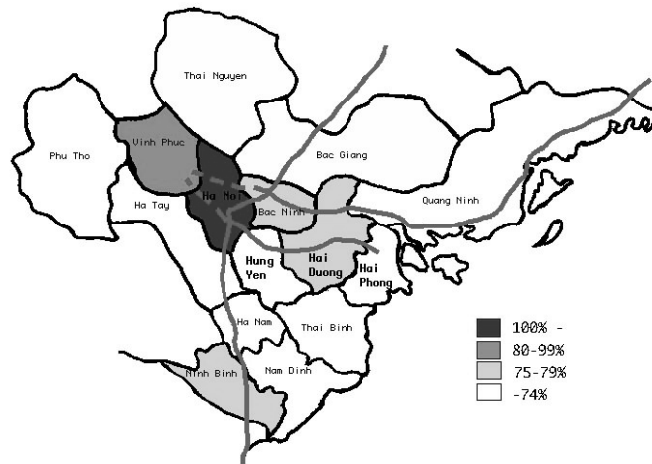 Thai Nguyen
Vinh Phuc
Phu Tho
Bac Giang
Ha Noi
Quang Ninh
Ha Tay
Bac Ninh
Hung
Yen
Hai
Duong
Hai
Phong
Ha Nam
Thai Binh
Ninh Binh
Nam Dinh
100% -
80-99%
75-79%
-74%